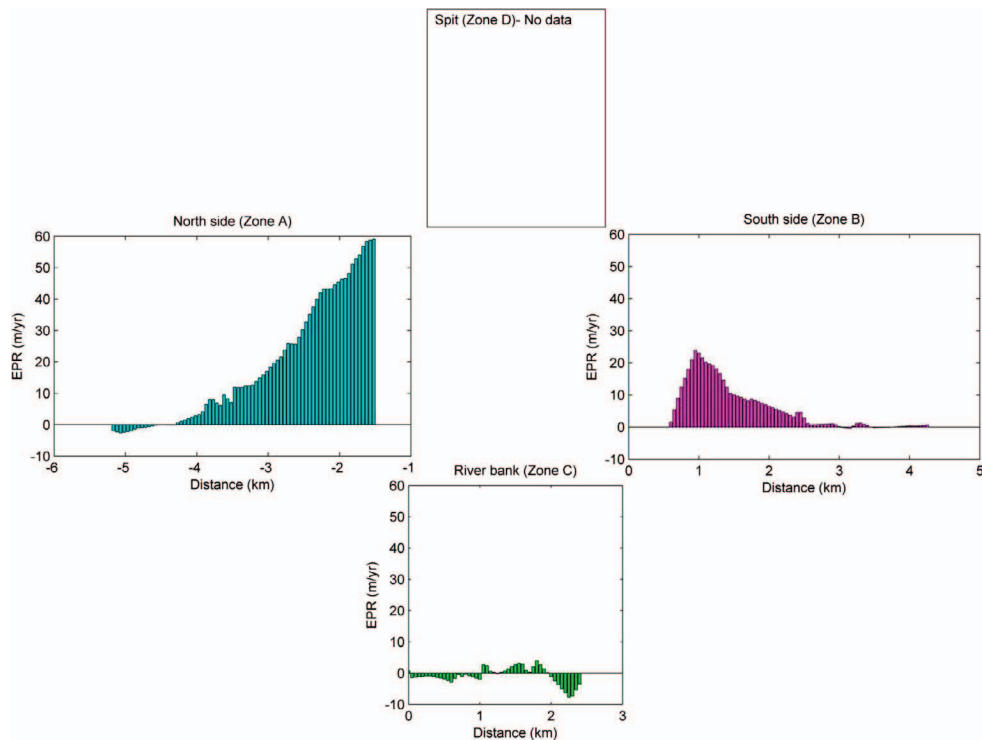 Spit (Zone D)- No data
North side (Zone A)
60
50
40
30
20
10
0
-10
EPR (m/yr)
-6 -5 -4 -3 -2 -1
Distance (km)
South side (Zone B)
60
50
40
30
20
10
0
-10
EPR (m/yr)
0 1 2 3 4 5
Distance (km)
River bank (Zone C)
60
50
40
30
20
10
0
-10
EPR (m/yr)
0 1 2 3
Distance (km)